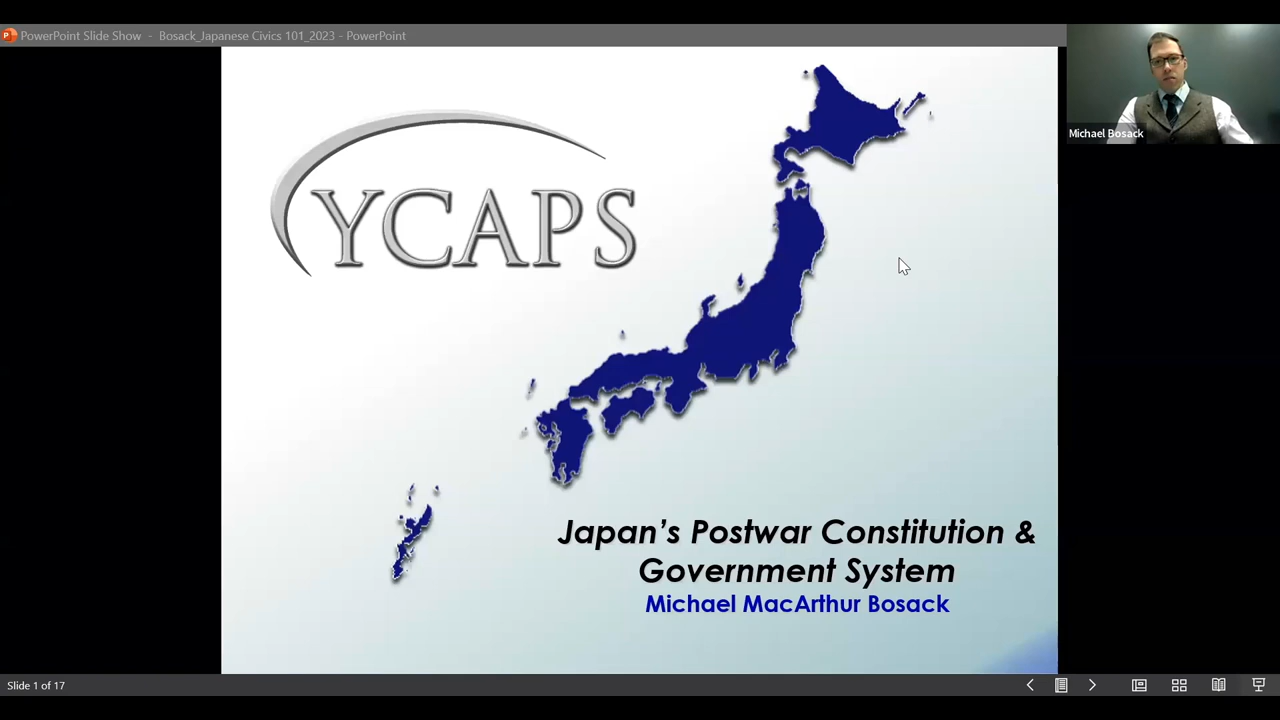 PowerPoint Slide Show - Bosack_Japanese Civics 101_2023 - PowerPoint
Michael Bosack
YCAPS
Japan's Postwar Constitution &
Government System
Michael MacArthur Bosack
Slide 1 of 17